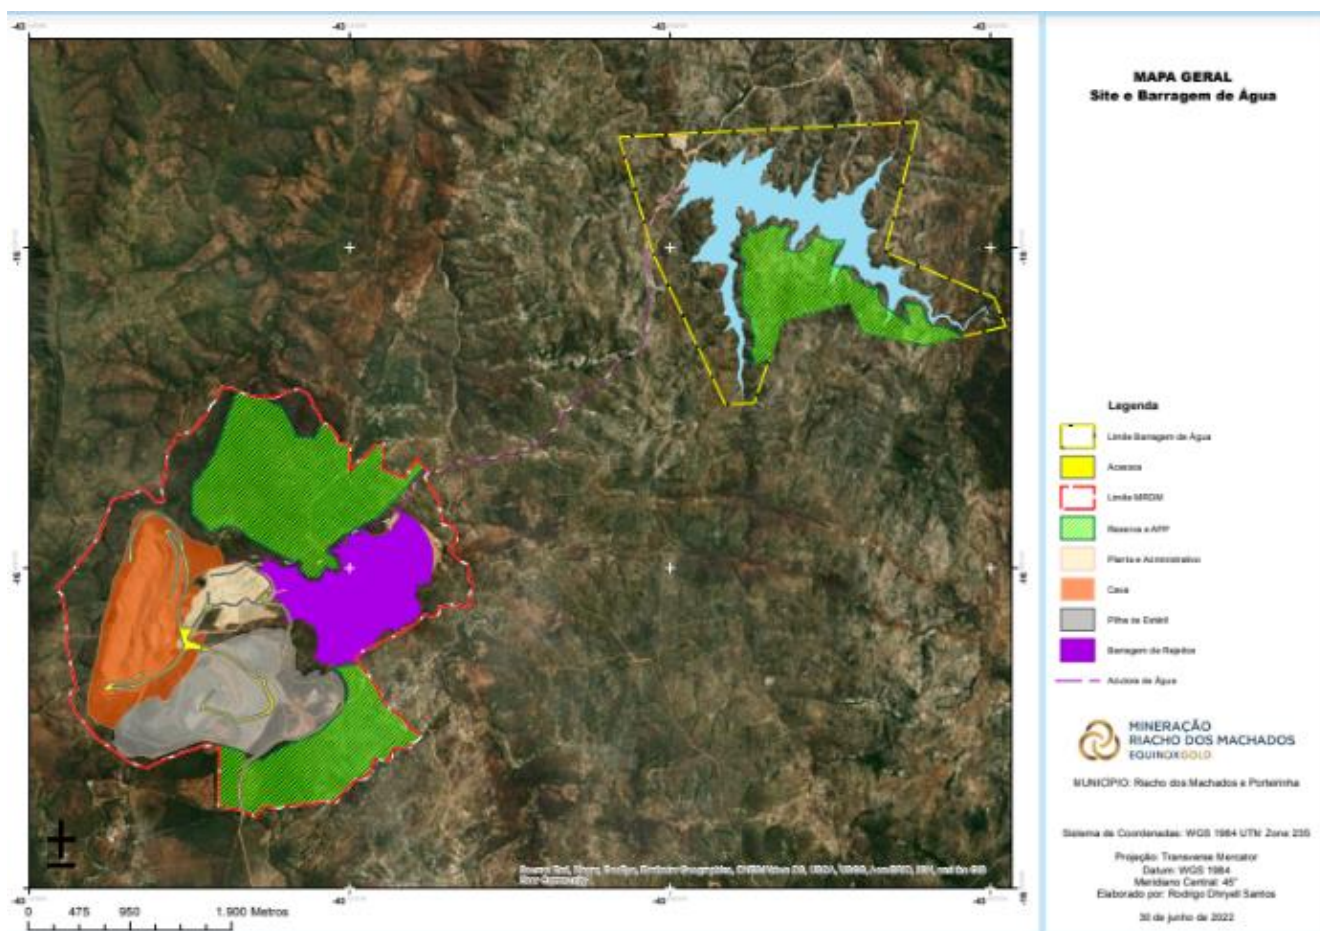 MAPA GERAL
Site e Barragem de Água
Legenda
Limite Barragem de Água
Acessos
Limite MRDM
Reserva e APP
Planta e Administrativo
Cava
Pilha de Estéril
Barragem de Rejeitos
Adutora de Água
MINERAÇÃO
RIACHO DOS MACHADOS
EQUINOXGOLD
MUNICÍPIO: Riacho dos Machados e Porteirinha
Sistema de Coordenadas: WGS 1984 UTM Zone 23S
Projeção: Transverse Mercator
Datum: WGS 1984
Meridiano Central: 45°
Elaborado por: Rodrigo Dhryell Santos
30 de junho de 2022
0 475 950 1.900 Metros